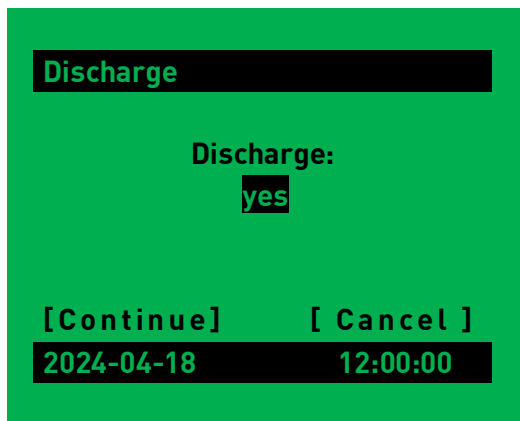 Discharge
Discharge:
yes
[Continue] [ Cancel ]
2024-04-18 12:00:00